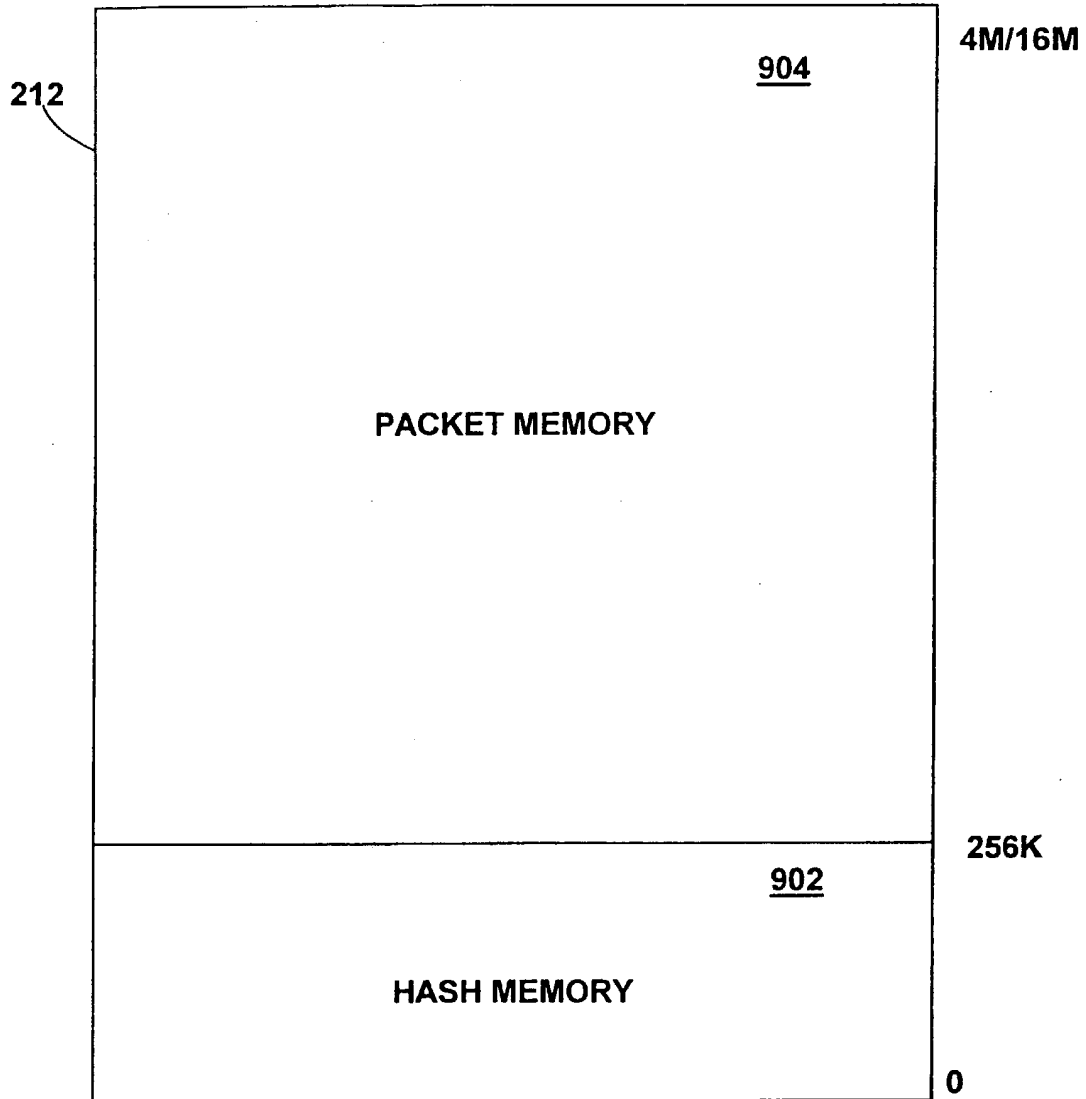 4M/16M
904
212
PACKET MEMORY
256K
902
HASH MEMORY
0